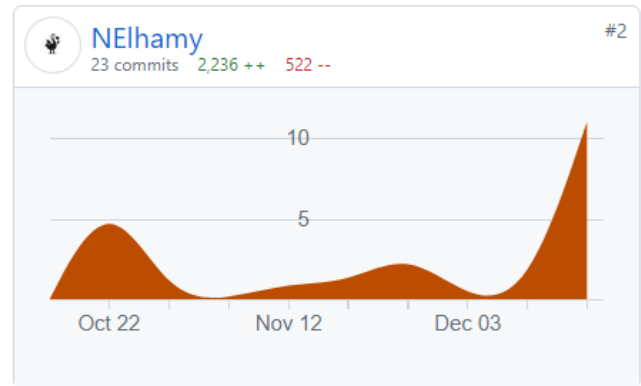 NElhamy #2
23 commits 2,236 ++ 522 --
10
5
Oct 22 Nov 12 Dec 03